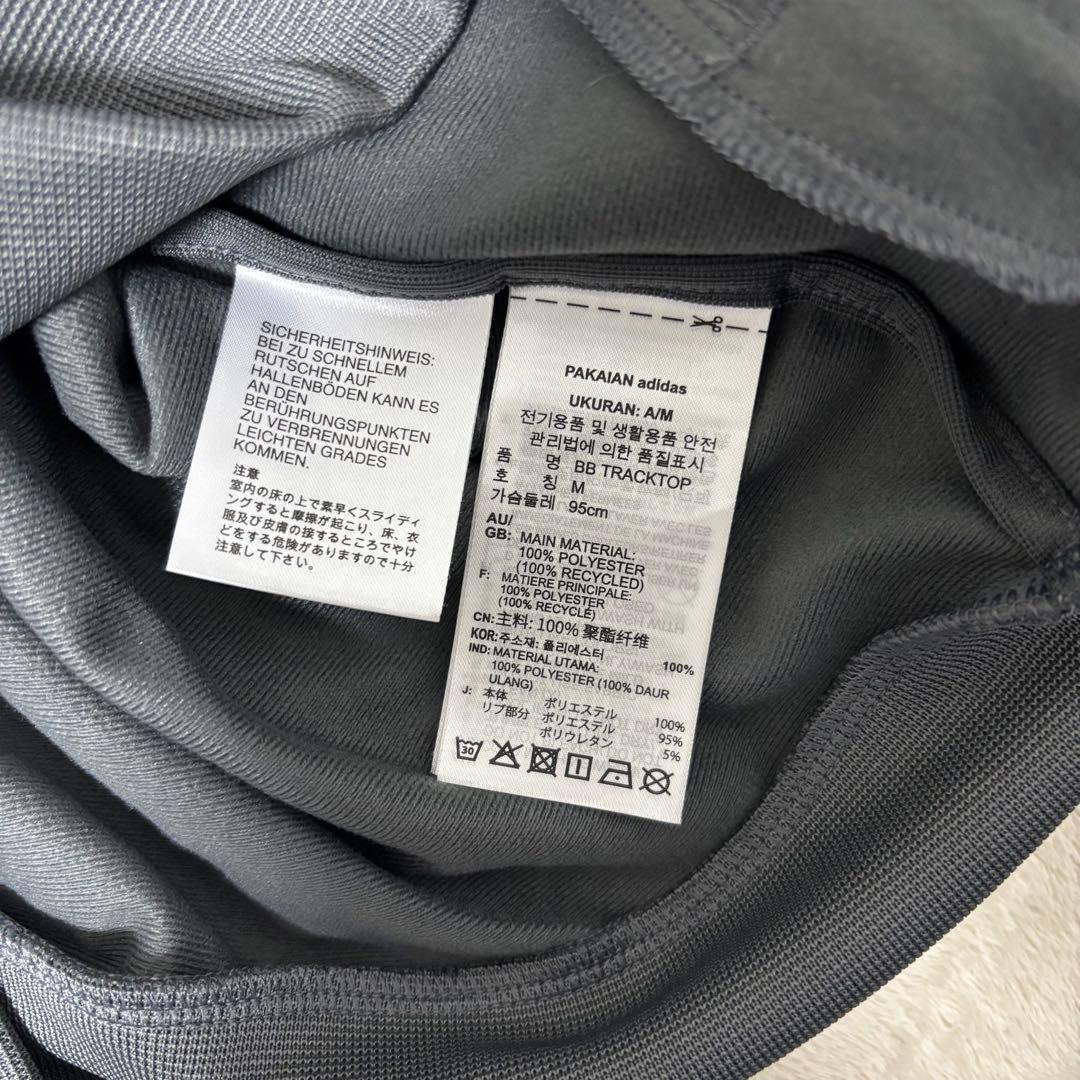 SICHERHEITSHINWEIS:
BEI ZU SCHNELLEM
RUTSCHEN AUF
HALLENBÖDEN KANN ES
AN DEN
BERÜHRUNGSPUNKTEN
ZU VERBRENNUNGEN
LEICHTEN GRADES
KOMMEN.
注意
室内の床の上で素早くスライディ
ングすると摩擦が起こり、床、衣
服及び皮膚の接するところでやけ
どをする危険がありますので十分
注意して下さい。
PAKAIAN adidas
UKURAN: A/M
전기용품 및 생활용품 안전
관리법에 의한 품질표시
품 명 BB TRACKTOP
호 칭 M
가슴둘레 95cm
AU/
GB: MAIN MATERIAL:
100% POLYESTER
(100% RECYCLED)
F: MATIERE PRINCIPALE:
100% POLYESTER
(100% RECYCLÉ)
CN: 主料: 100% 聚酯纤维
KOR: 주소재: 폴리에스터 100%
IND: MATERIAL UTAMA:
100% POLYESTER (100% DAUR
ULANG)
J: 本体 ポリエステル 100%
リブ部分 ポリエステル 95%
ポリウレタン 5%
30